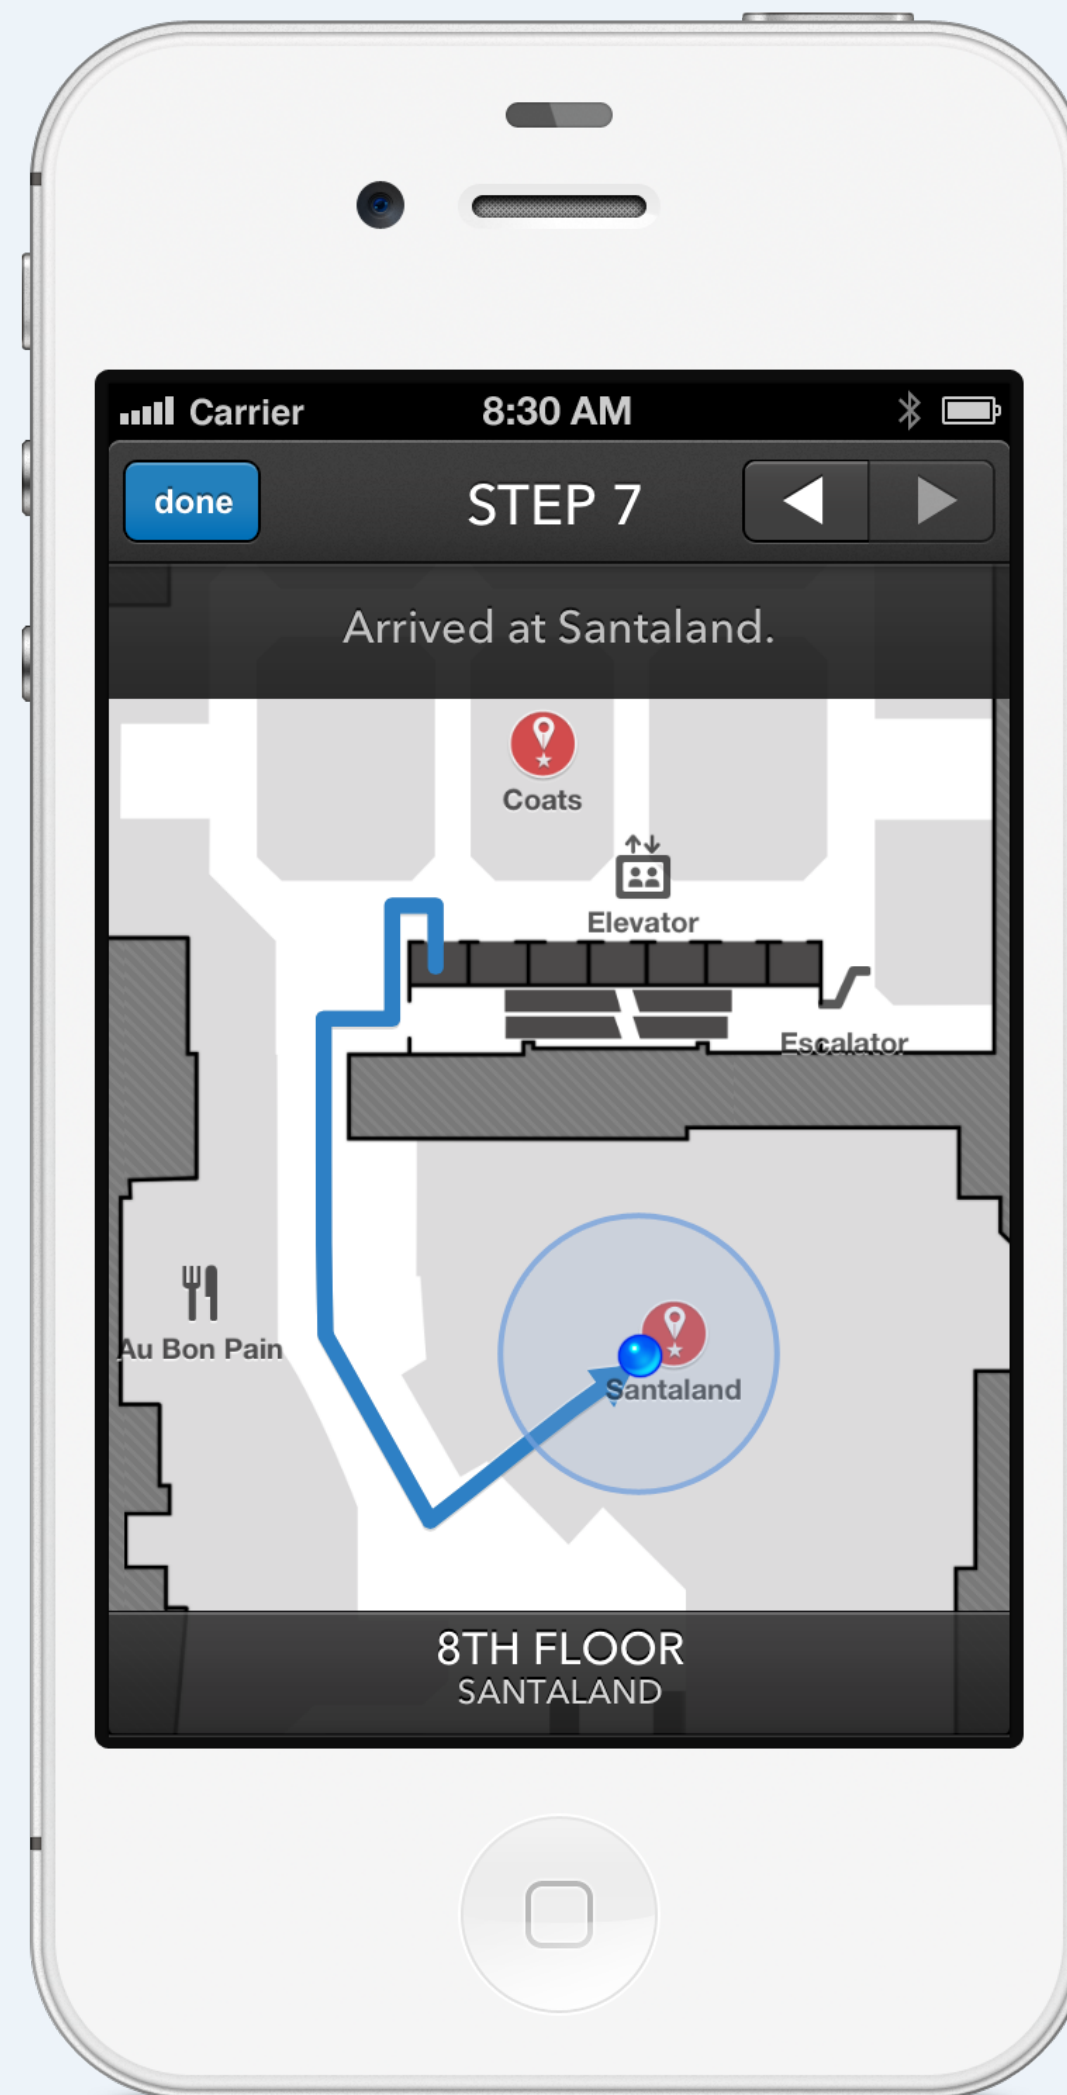 Carrier 8:30 AM
done STEP 7
Arrived at Santaland.
Coats
Elevator
Escalator
Au Bon Pain
Santaland
8TH FLOOR
SANTALAND